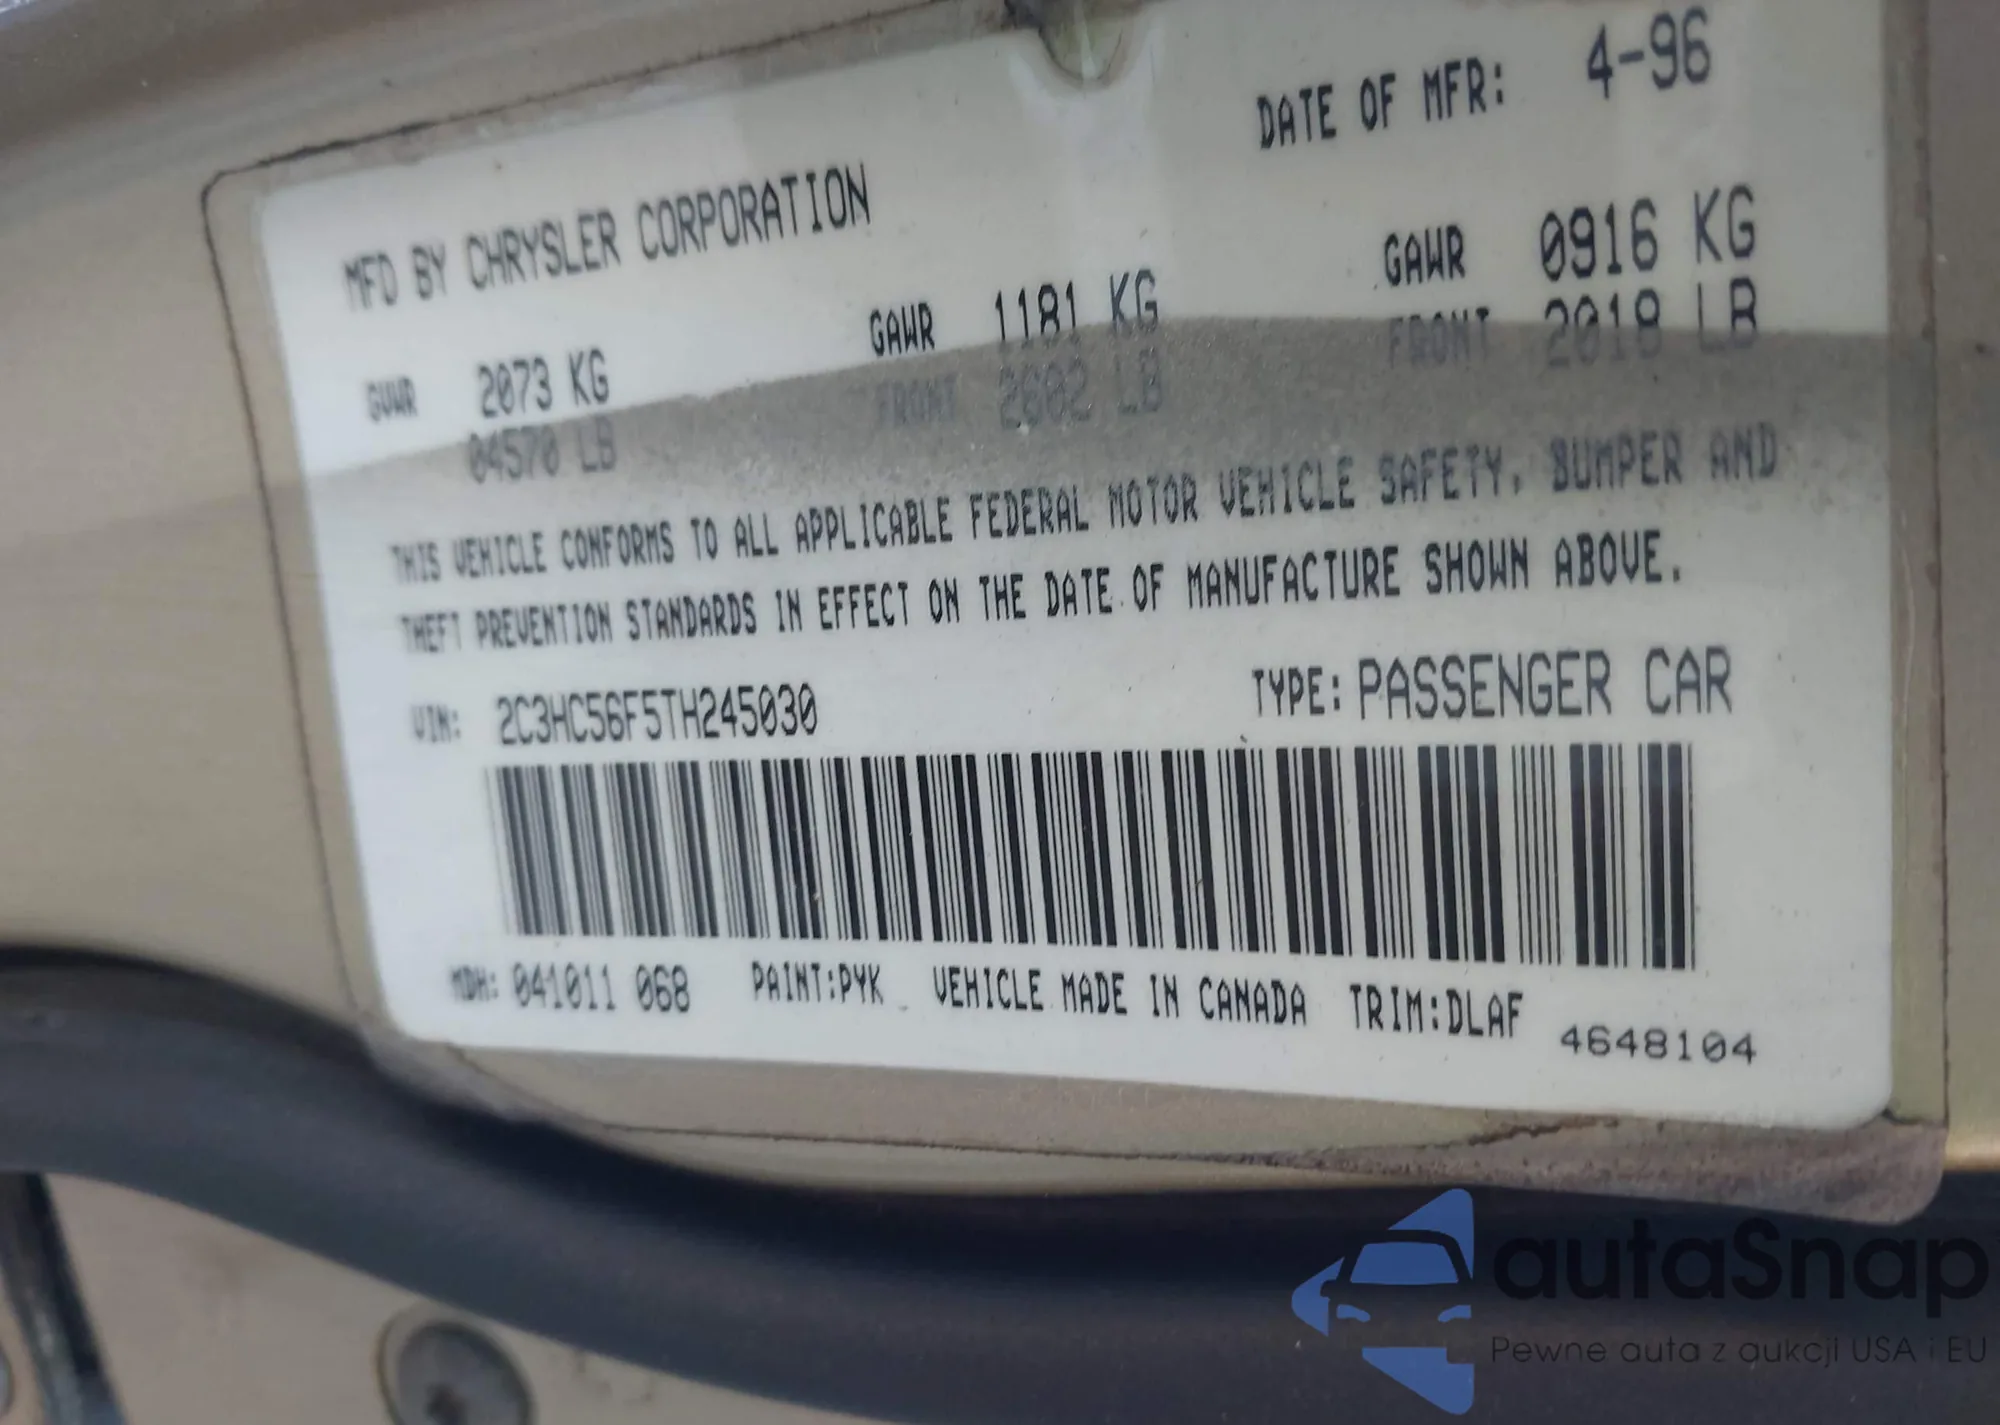 DATE OF MFR: 4-96
MFD BY CHRYSLER CORPORATION
GVWR 2073 KG GAWR 1181 KG GAWR 0916 KG
04570 LB FRONT 2602 LB FRONT 2018 LB
THIS VEHICLE CONFORMS TO ALL APPLICABLE FEDERAL MOTOR VEHICLE SAFETY, BUMPER AND
THEFT PREVENTION STANDARDS IN EFFECT ON THE DATE OF MANUFACTURE SHOWN ABOVE.
VIN: 2C3HC56F5TH245030 TYPE: PASSENGER CAR
MDH: 041011 068 PAINT:PYK VEHICLE MADE IN CANADA TRIM:DLAF 4648104
autaSnap
Pewne auta z aukcji USA i EU